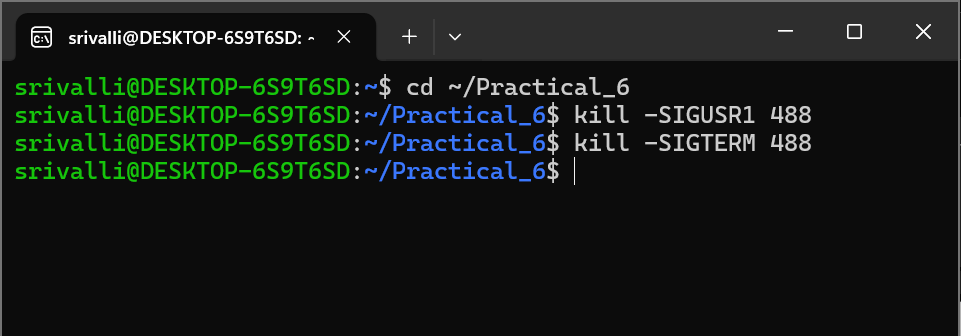 srivalli@DESKTOP-6S9T6SD: ~
srivalli@DESKTOP-6S9T6SD:~$ cd ~/Practical_6
srivalli@DESKTOP-6S9T6SD:~/Practical_6$ kill -SIGUSR1 488
srivalli@DESKTOP-6S9T6SD:~/Practical_6$ kill -SIGTERM 488
srivalli@DESKTOP-6S9T6SD:~/Practical_6$